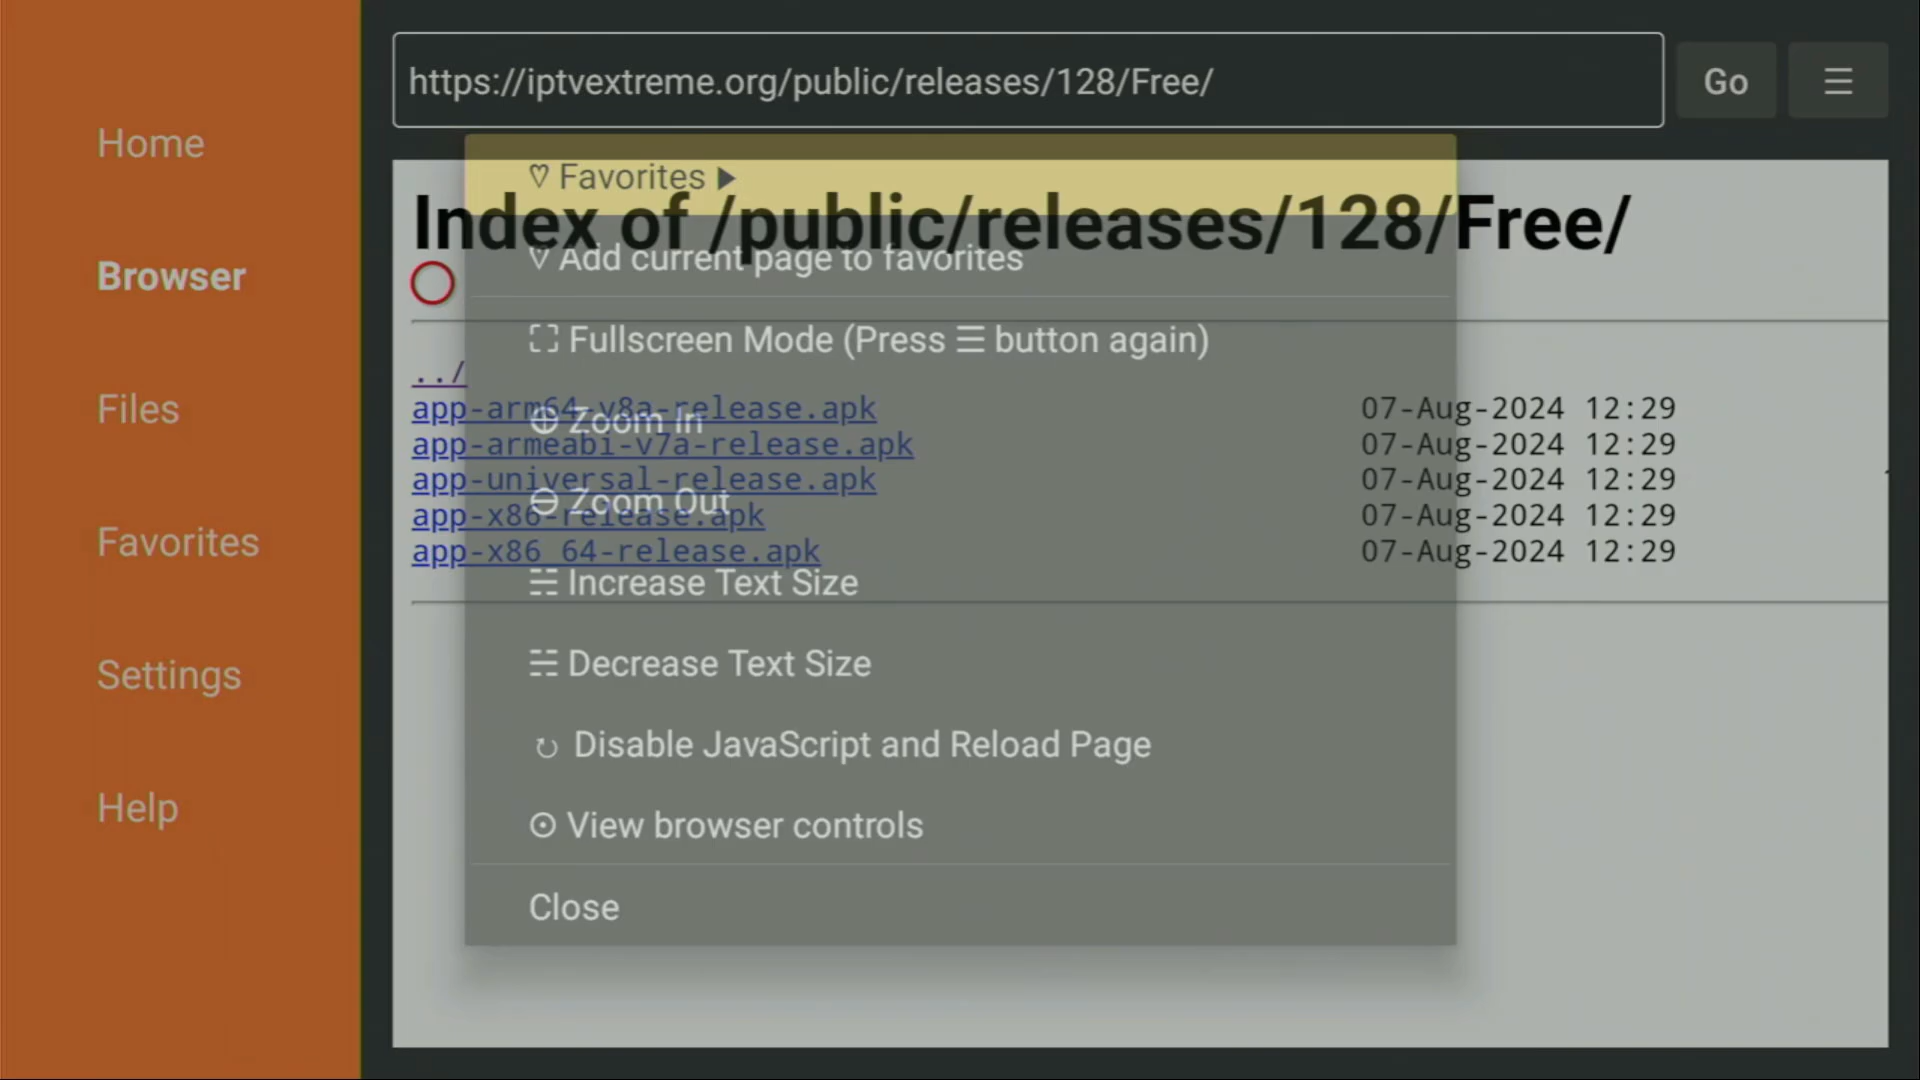 Home
Browser
Files
Favorites
Settings
Help
https://iptvextreme.org/public/releases/128/Free/
Go
☰
♡ Favorites ▶
Index of /public/releases/128/Free/
♡ Add current page to favorites
⛶ Fullscreen Mode (Press ☰ button again)
../
app-arm64-v8a-release.apk 07-Aug-2024 12:29
⊕ Zoom In
app-armeabi-v7a-release.apk 07-Aug-2024 12:29
app-universal-release.apk 07-Aug-2024 12:29
⊖ Zoom Out
app-x86-release.apk 07-Aug-2024 12:29
app-x86_64-release.apk 07-Aug-2024 12:29
☵ Increase Text Size
☵ Decrease Text Size
↻ Disable JavaScript and Reload Page
⊙ View browser controls
Close